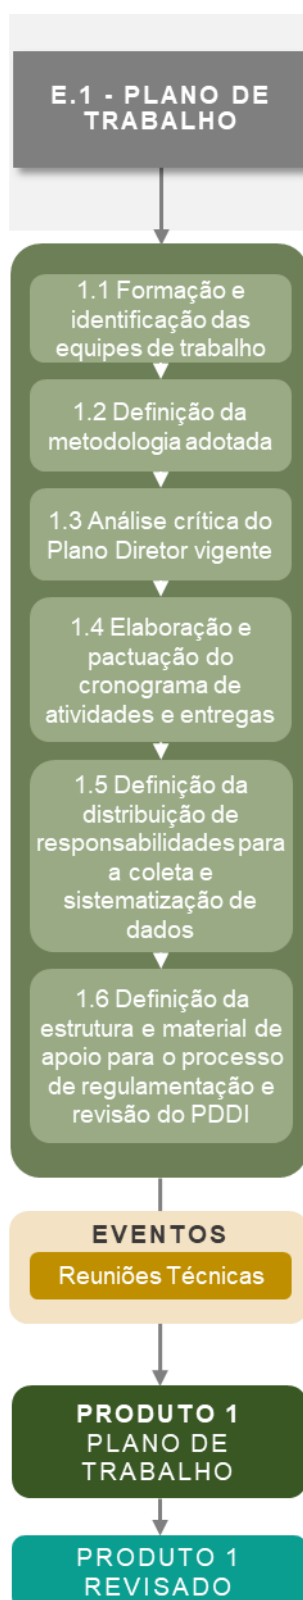 E.1 - PLANO DE
TRABALHO
1.1 Formação e
identificação das
equipes de trabalho
1.2 Definição da
metodologia adotada
1.3 Análise crítica do
Plano Diretor vigente
1.4 Elaboração e
pactuação do
cronograma de
atividades e entregas
1.5 Definição da
distribuição de
responsabilidades para
a coleta e
sistematização de
dados
1.6 Definição da
estrutura e material de
apoio para o processo
de regulamentação e
revisão do PDDI
EVENTOS
Reuniões Técnicas
PRODUTO 1
PLANO DE
TRABALHO
PRODUTO 1
REVISADO